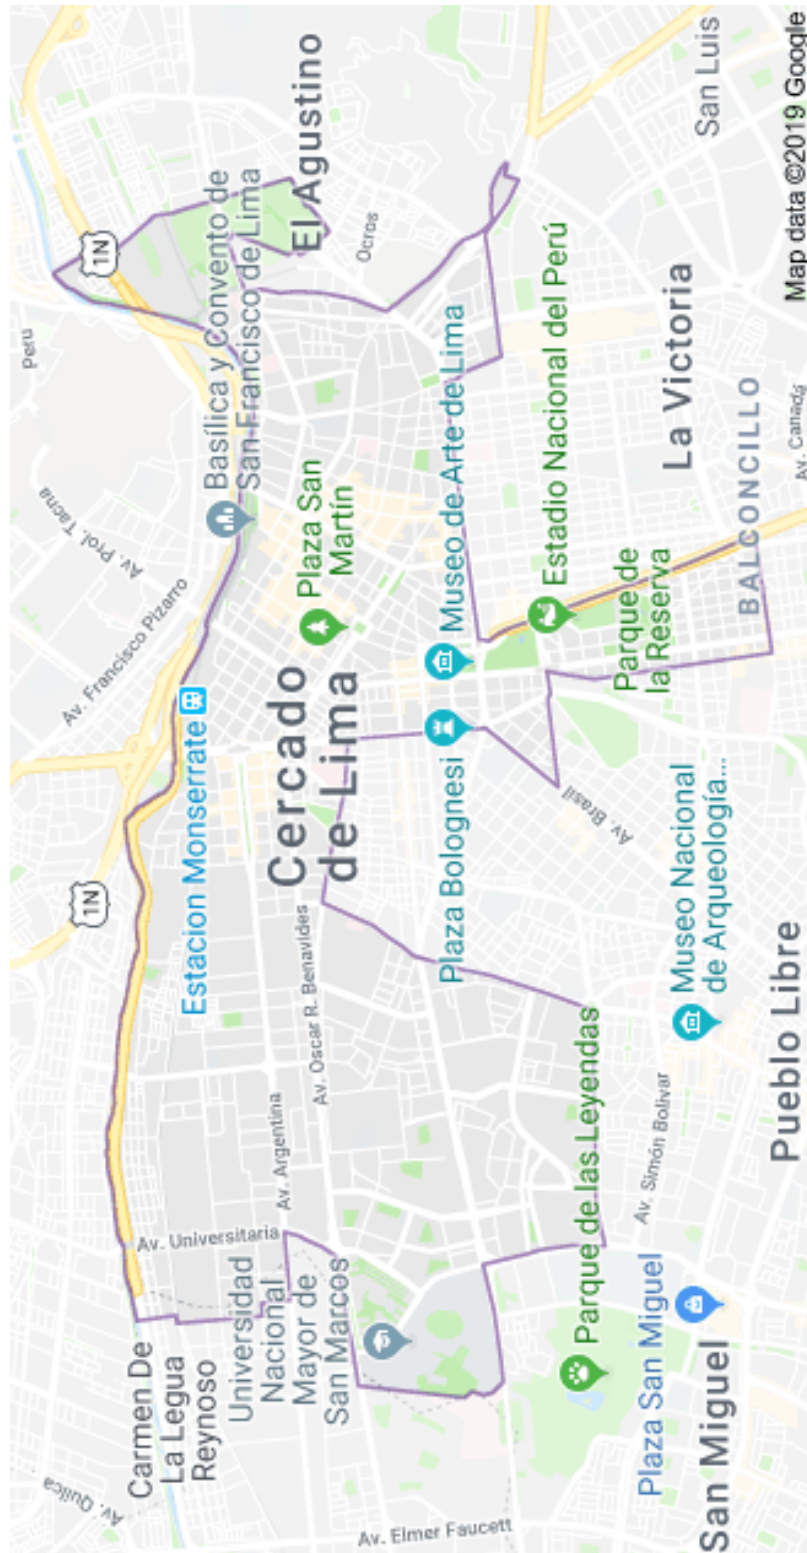 Peru
1N
San Luis
Map data ©2019 Google
El Agustino
Ocros
Basílica y Convento de
San Francisco de Lima
Av. Prol. Tacna
Av. Francisco Pizarro
Plaza San
Martín
Museo de Arte de Lima
Estadio Nacional del Perú
La Victoria
Parque de
la Reserva
BALCONCILLO
Av. Canadá
1N
Estacion Monserrate
Cercado
de Lima
Plaza Bolognesi
Av. Brasil
Museo Nacional
de Arqueología...
Pueblo Libre
Av. Oscar R. Benavides
Av. Argentina
Av. Universitaria
Parque de las Leyendas
Av. Simón Bolívar
Universidad
Nacional
Mayor de
San Marcos
Carmen De
La Legua
Reynoso
Plaza San Miguel
San Miguel
Av. Quilca
Av. Elmer Faucett